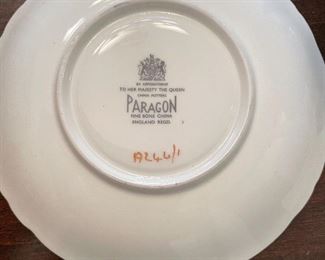 BY APPOINTMENT
TO HER MAJESTY THE QUEEN
CHINA POTTERS
PARAGON
FINE BONE CHINA
ENGLAND REGD.
A244/1